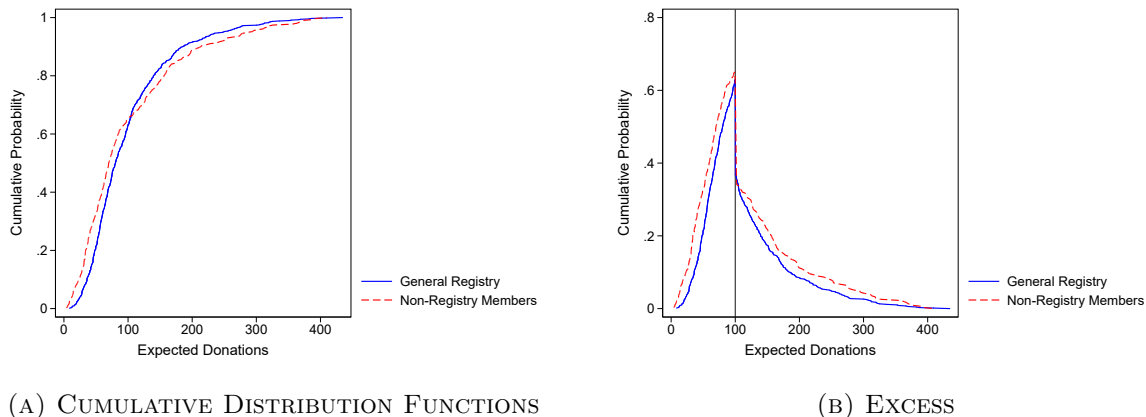 1
.8
.6
.4
.2
0
Cumulative Probability
0 100 200 300 400
Expected Donations
General Registry
Non-Registry Members
(A) CUMULATIVE DISTRIBUTION FUNCTIONS
.8
.6
.4
.2
0
Cumulative Probability
0 100 200 300 400
Expected Donations
General Registry
Non-Registry Members
(B) EXCESS